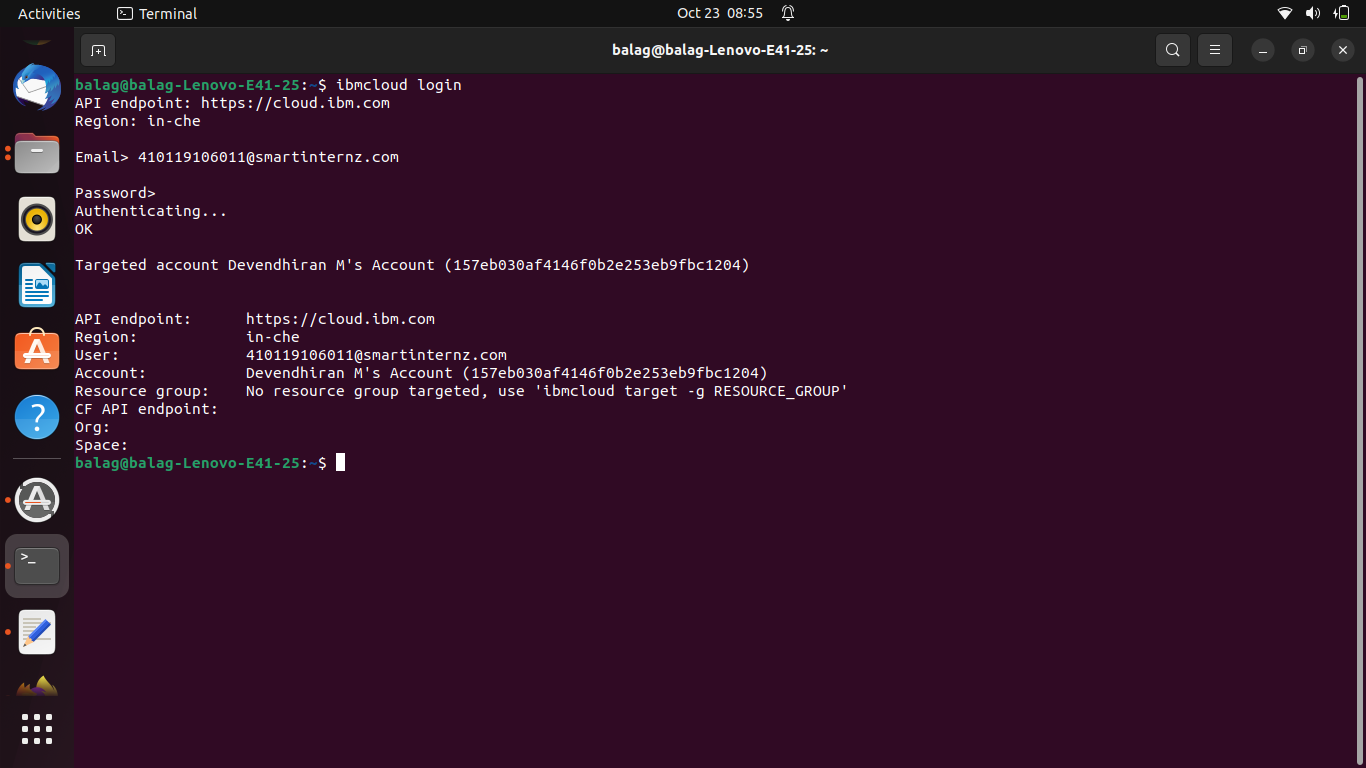 Activities
Terminal
Oct 23 08:55
balag@balag-Lenovo-E41-25: ~
balag@balag-Lenovo-E41-25:~$ ibmcloud login
API endpoint: https://cloud.ibm.com
Region: in-che
Email> 410119106011@smartinternz.com
Password>
Authenticating...
OK
Targeted account Devendhiran M's Account (157eb030af4146f0b2e253eb9fbc1204)
API endpoint: https://cloud.ibm.com
Region: in-che
User: 410119106011@smartinternz.com
Account: Devendhiran M's Account (157eb030af4146f0b2e253eb9fbc1204)
Resource group: No resource group targeted, use 'ibmcloud target -g RESOURCE_GROUP'
CF API endpoint:
Org:
Space:
balag@balag-Lenovo-E41-25:~$